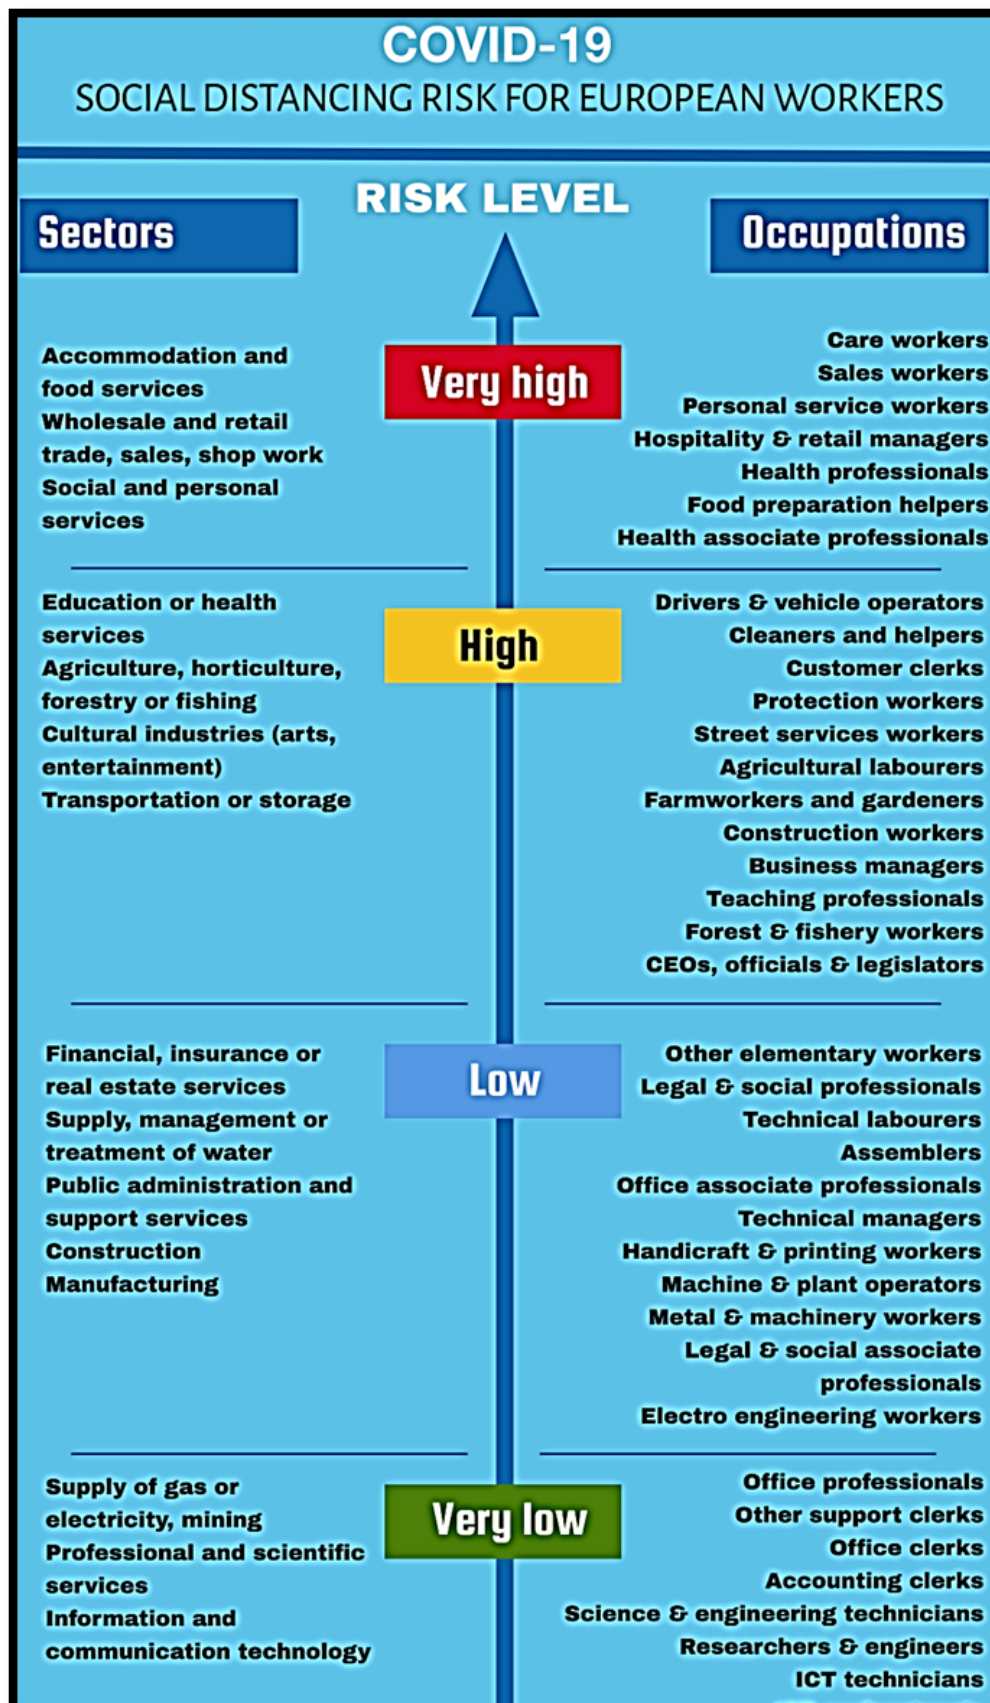 COVID-19
SOCIAL DISTANCING RISK FOR EUROPEAN WORKERS
RISK LEVEL
Sectors
Occupations
Very high
Accommodation and
food services
Wholesale and retail
trade, sales, shop work
Social and personal
services
Care workers
Sales workers
Personal service workers
Hospitality & retail managers
Health professionals
Food preparation helpers
Health associate professionals
High
Education or health
services
Agriculture, horticulture,
forestry or fishing
Cultural industries (arts,
entertainment)
Transportation or storage
Drivers & vehicle operators
Cleaners and helpers
Customer clerks
Protection workers
Street services workers
Agricultural labourers
Farmworkers and gardeners
Construction workers
Business managers
Teaching professionals
Forest & fishery workers
CEOs, officials & legislators
Low
Financial, insurance or
real estate services
Supply, management or
treatment of water
Public administration and
support services
Construction
Manufacturing
Other elementary workers
Legal & social professionals
Technical labourers
Assemblers
Office associate professionals
Technical managers
Handicraft & printing workers
Machine & plant operators
Metal & machinery workers
Legal & social associate
professionals
Electro engineering workers
Very low
Supply of gas or
electricity, mining
Professional and scientific
services
Information and
communication technology
Office professionals
Other support clerks
Office clerks
Accounting clerks
Science & engineering technicians
Researchers & engineers
ICT technicians